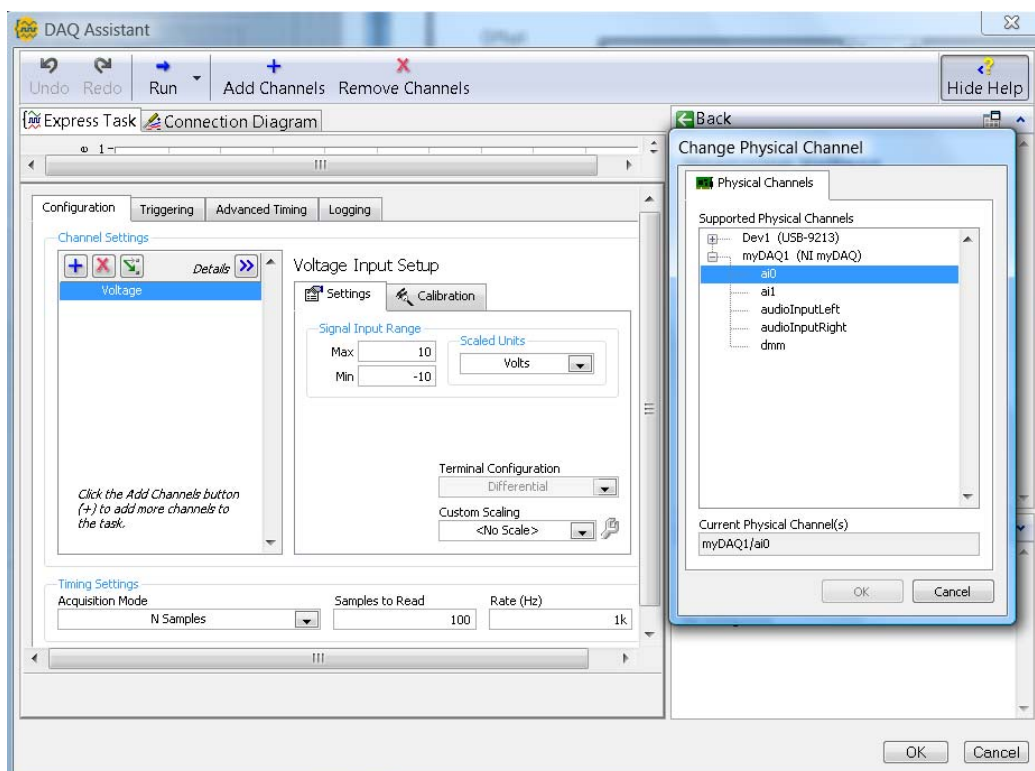 DAQ Assistant
Undo Redo Run Add Channels Remove Channels Hide Help
Express Task Connection Diagram
Back
1-
Configuration Triggering Advanced Timing Logging
Channel Settings
Details
Voltage
Click the Add Channels button
(+) to add more channels to
the task.
Voltage Input Setup
Settings Calibration
Signal Input Range
Max 10
Min -10
Scaled Units
Volts
Terminal Configuration
Differential
Custom Scaling
<No Scale>
Timing Settings
Acquisition Mode Samples to Read Rate (Hz)
N Samples 100 1k
Change Physical Channel
Physical Channels
Supported Physical Channels
Dev1 (USB-9213)
myDAQ1 (NI myDAQ)
ai0
ai1
audioInputLeft
audioInputRight
dmm
Current Physical Channel(s)
myDAQ1/ai0
OK Cancel
OK Cancel